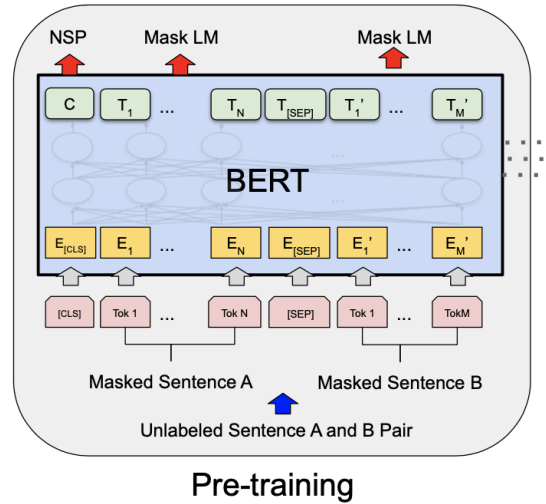 NSP Mask LM Mask LM
C T1 ... TN T[SEP] T1’ ... TM’
...
BERT
...
E[CLS] E1 ... EN E[SEP] E1’ ... EM’
[CLS] Tok 1 ... Tok N [SEP] Tok 1 ... TokM
Masked Sentence A Masked Sentence B
Unlabeled Sentence A and B Pair
Pre-training